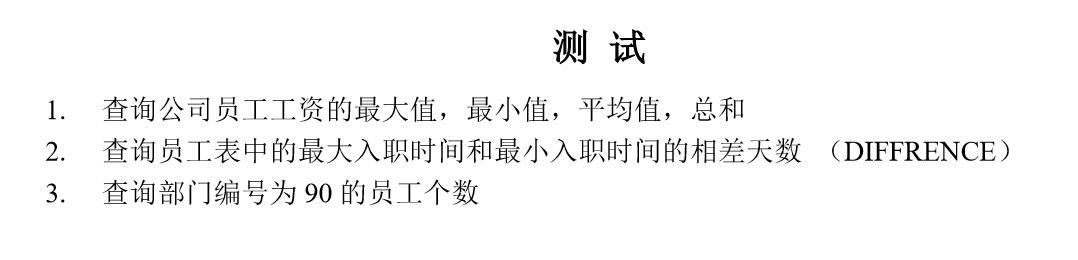 测 试
1. 查询公司员工工资的最大值，最小值，平均值，总和
2. 查询员工表中的最大入职时间和最小入职时间的相差天数 （DIFFRENCE）
3. 查询部门编号为 90 的员工个数